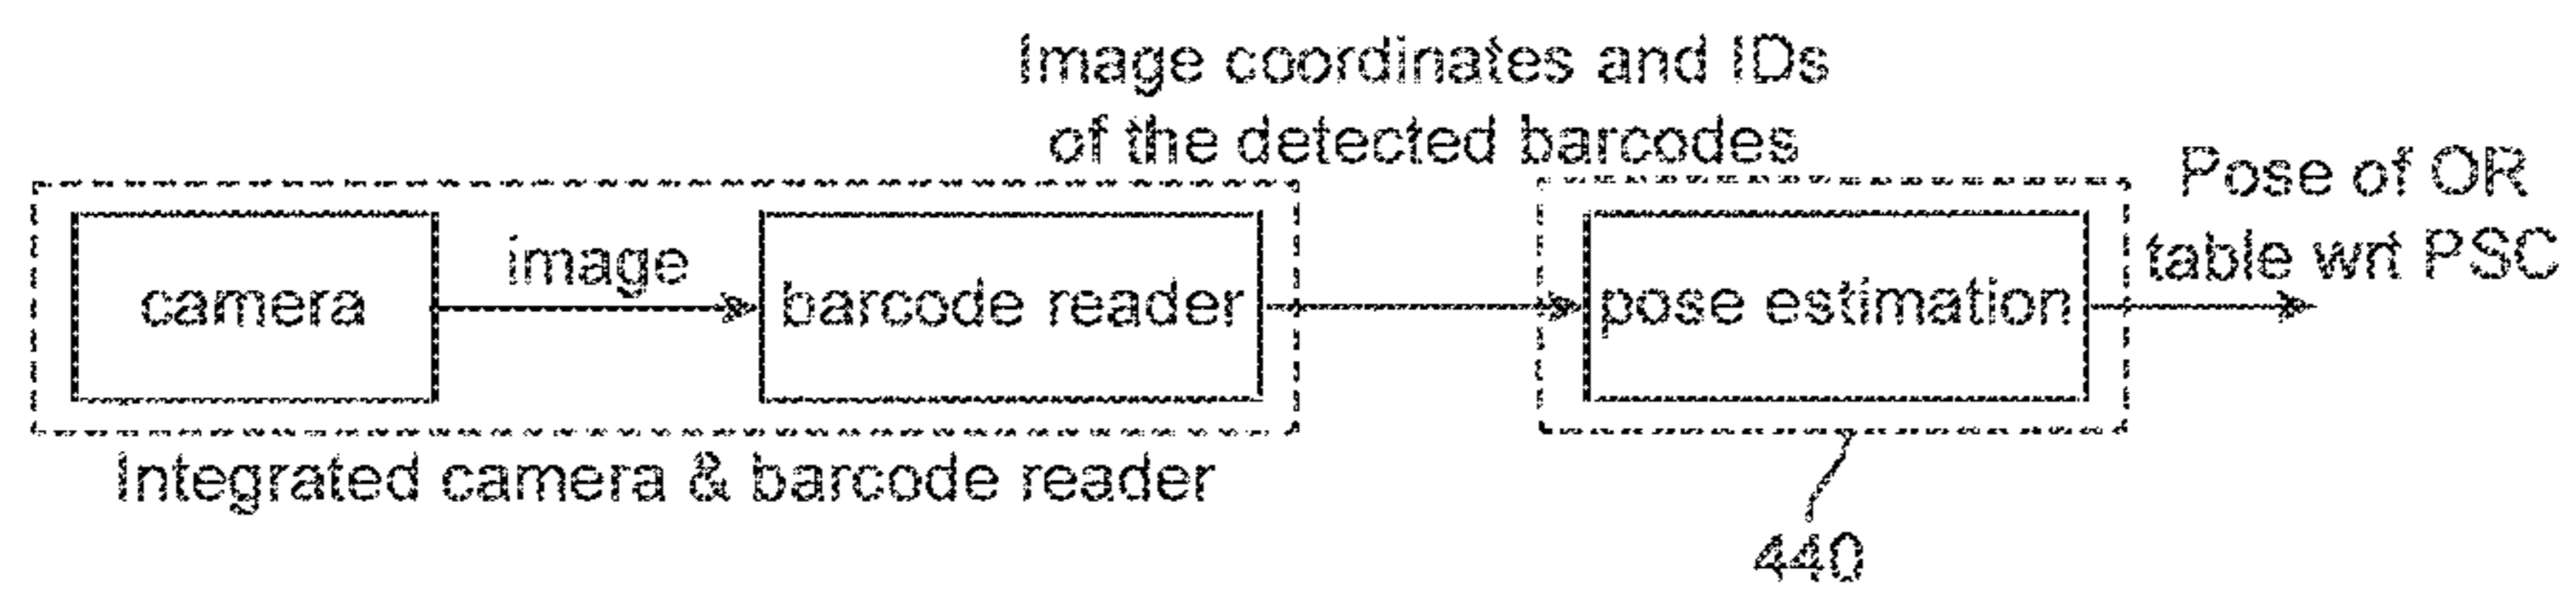 Image coordinates and IDs
of the detected barcodes
Pose of OR
table wrt PSC
camera
image
barcode reader
pose estimation
Integrated camera & barcode reader
440